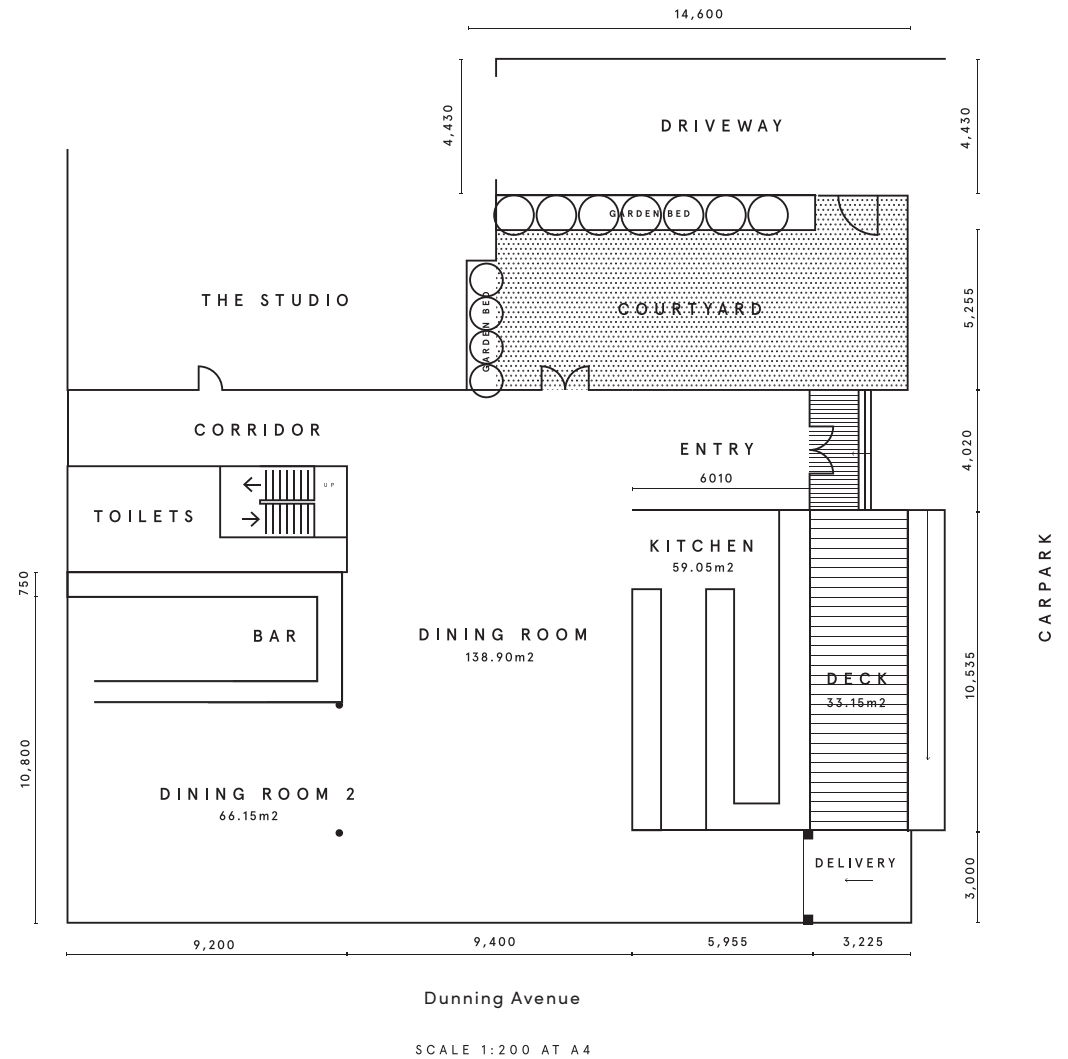 14,600
4,430
DRIVEWAY
4,430
GARDEN BED
THE STUDIO
GARDEN BED
COURTYARD
5,255
CORRIDOR
ENTRY
4,020
6010
UP
TOILETS
KITCHEN
59.05m2
CARPARK
750
BAR
DINING ROOM
138.90m2
DECK
33.15m2
10,535
10,800
DINING ROOM 2
66.15m2
DELIVERY
3,000
9,200
9,400
5,955
3,225
Dunning Avenue
SCALE 1:200 AT A4